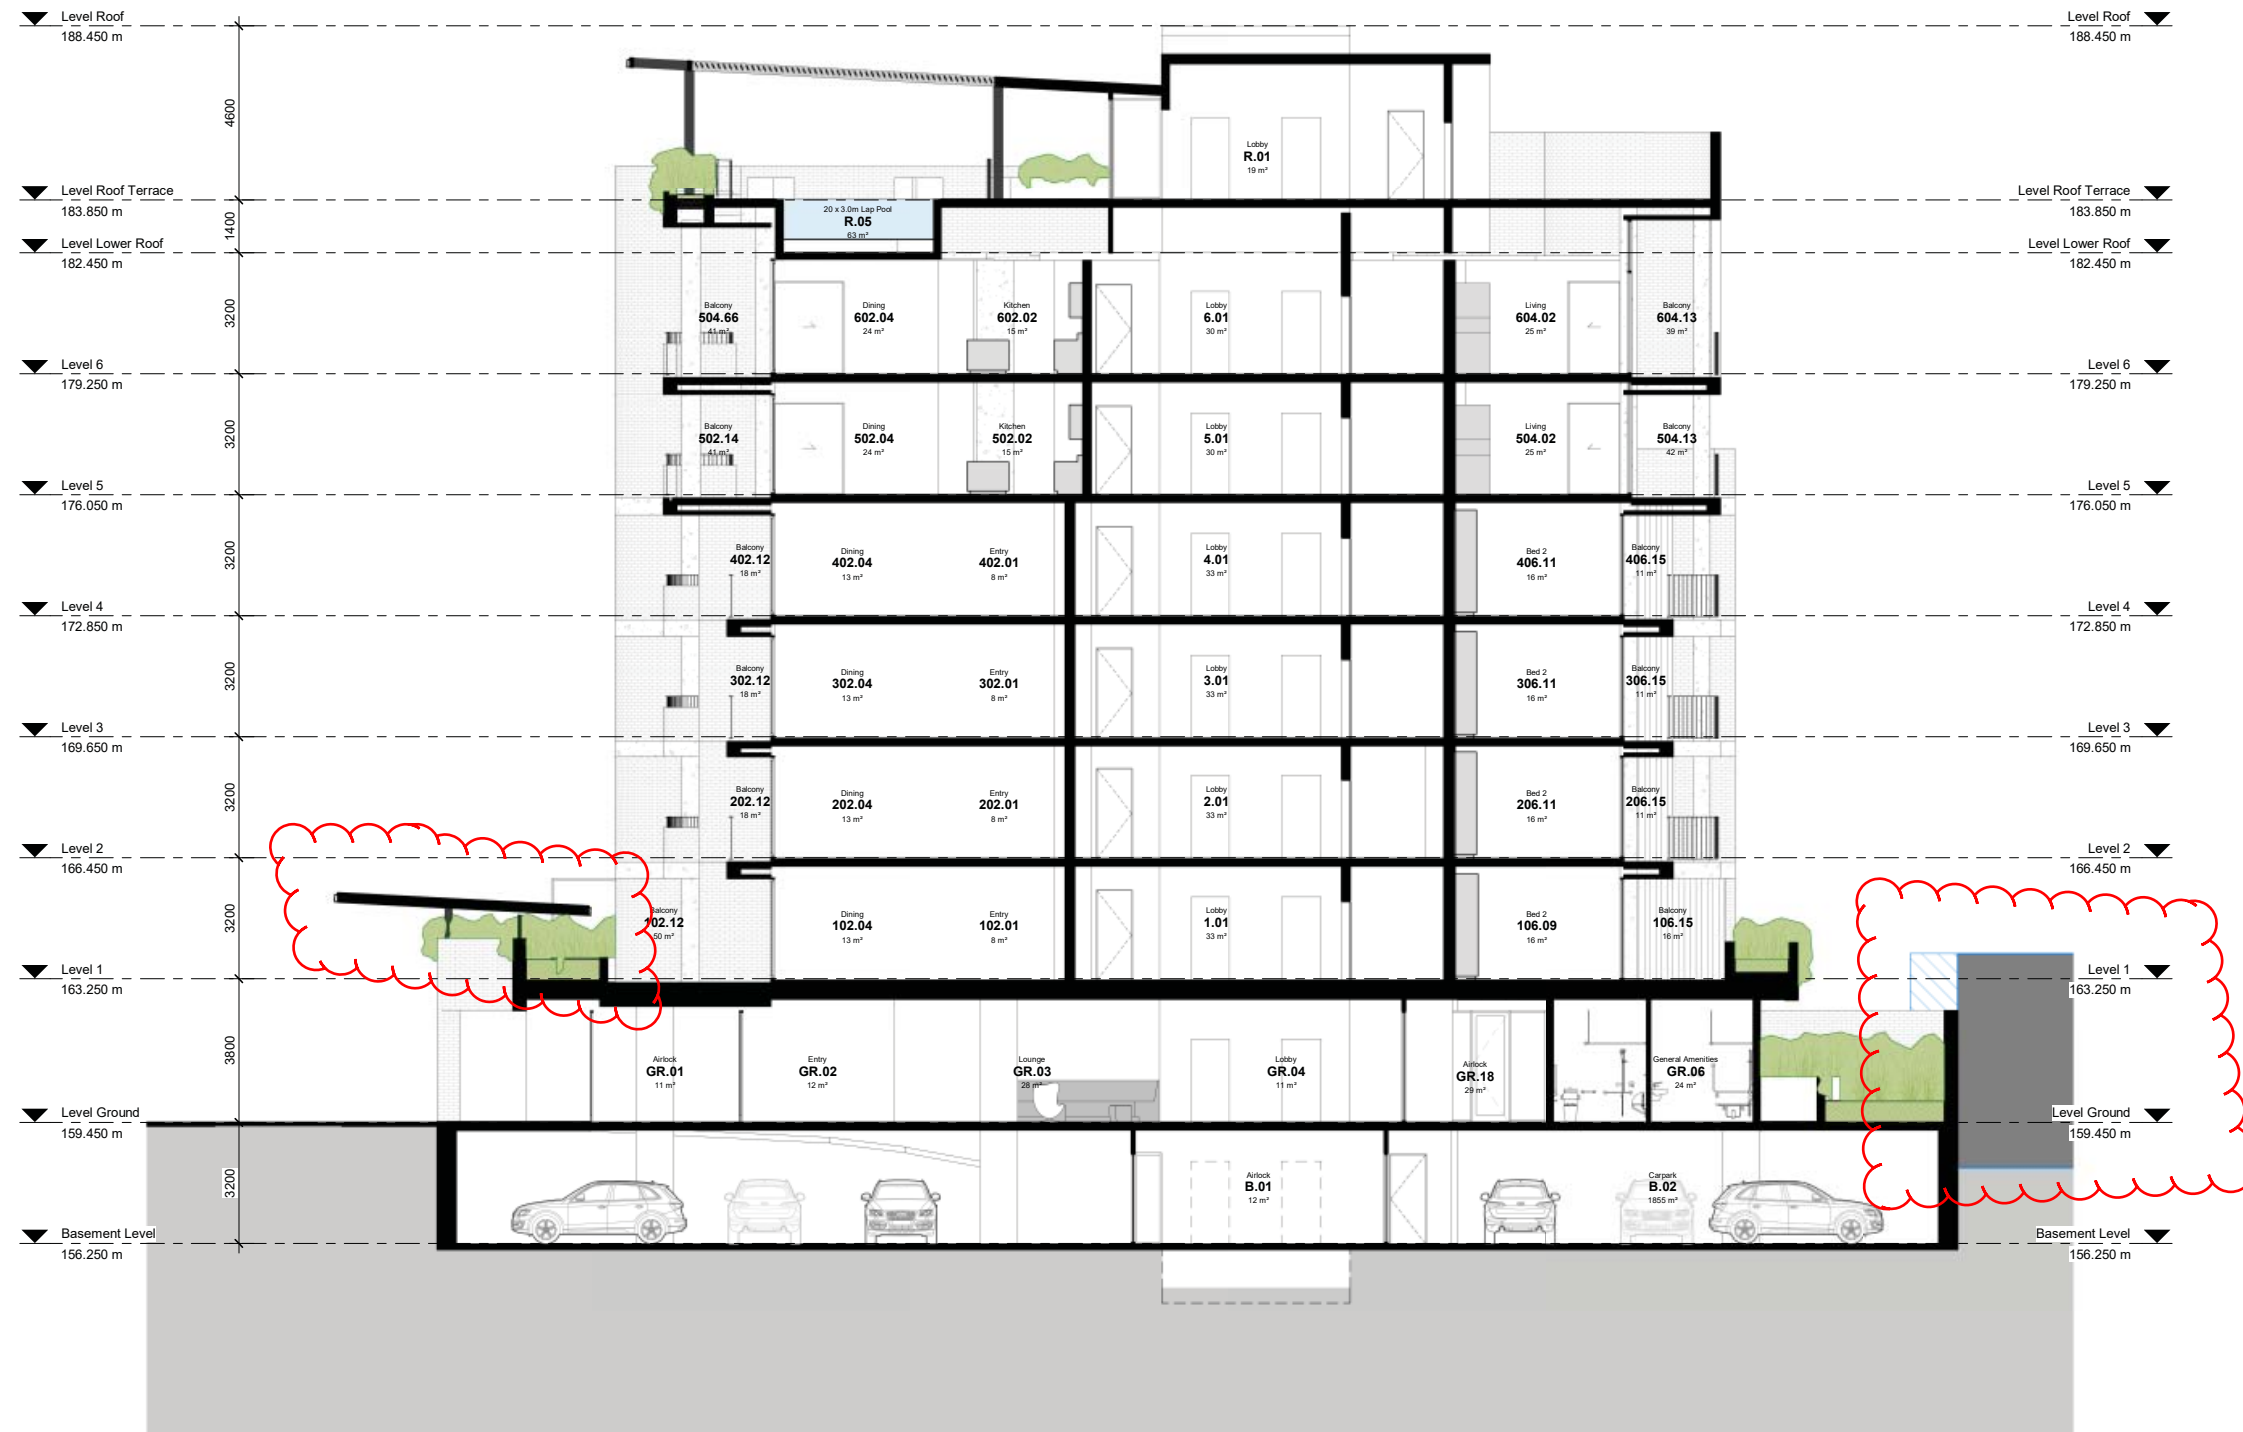 Level Roof
188.450 m
Level Roof
188.450 m
4600
Lobby
R.01
19 m²
Level Roof Terrace
183.850 m
Level Roof Terrace
183.850 m
20 x 3.0m Lap Pool
R.05
63 m²
1400
Level Lower Roof
182.450 m
Level Lower Roof
182.450 m
3200
Balcony
504.66
41 m²
Dining
602.04
24 m²
Kitchen
602.02
15 m²
Lobby
6.01
30 m²
Living
604.02
25 m²
Balcony
604.13
39 m²
Level 6
179.250 m
Level 6
179.250 m
3200
Balcony
502.14
41 m²
Dining
502.04
24 m²
Kitchen
502.02
15 m²
Lobby
5.01
30 m²
Living
504.02
25 m²
Balcony
504.13
42 m²
Level 5
176.050 m
Level 5
176.050 m
3200
Balcony
402.12
18 m²
Dining
402.04
13 m²
Entry
402.01
8 m²
Lobby
4.01
33 m²
Bed 2
406.11
16 m²
Balcony
406.15
11 m²
Level 4
172.850 m
Level 4
172.850 m
3200
Balcony
302.12
18 m²
Dining
302.04
13 m²
Entry
302.01
8 m²
Lobby
3.01
33 m²
Bed 2
306.11
16 m²
Balcony
306.15
11 m²
Level 3
169.650 m
Level 3
169.650 m
3200
Balcony
202.12
18 m²
Dining
202.04
13 m²
Entry
202.01
8 m²
Lobby
2.01
33 m²
Bed 2
206.11
16 m²
Balcony
206.15
11 m²
Level 2
166.450 m
Level 2
166.450 m
3200
Balcony
102.12
50 m²
Dining
102.04
13 m²
Entry
102.01
8 m²
Lobby
1.01
33 m²
Bed 2
106.09
16 m²
Balcony
106.15
16 m²
Level 1
163.250 m
Level 1
163.250 m
3800
Airlock
GR.01
11 m²
Entry
GR.02
12 m²
Lounge
GR.03
28 m²
Lobby
GR.04
11 m²
Airlock
GR.18
29 m²
General Amenities
GR.06
24 m²
Level Ground
159.450 m
Level Ground
159.450 m
3200
Airlock
B.01
12 m²
Carpark
B.02
1855 m²
Basement Level
156.250 m
Basement Level
156.250 m